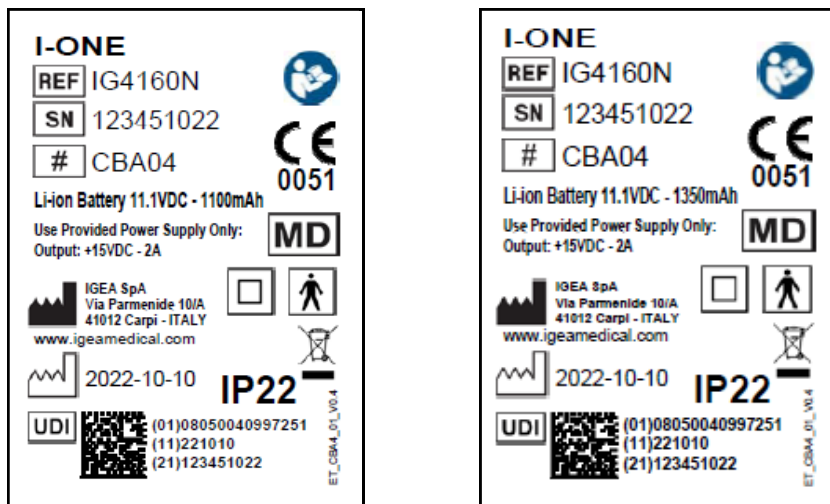 I-ONE
REF IG4160N
SN 123451022
# CBA04
CE
0051
Li-ion Battery 11.1VDC - 1100mAh
Use Provided Power Supply Only:
Output: +15VDC - 2A
MD
IGEA SpA
Via Parmenide 10/A
41012 Carpi - ITALY
www.igeamedical.com
2022-10-10
IP22
UDI
(01)08050040997251
(11)221010
(21)123451022
ET_CBA4_01_V0.4
I-ONE
REF IG4160N
SN 123451022
# CBA04
CE
0051
Li-ion Battery 11.1VDC - 1350mAh
Use Provided Power Supply Only:
Output: +15VDC - 2A
MD
IGEA SpA
Via Parmenide 10/A
41012 Carpi - ITALY
www.igeamedical.com
2022-10-10
IP22
UDI
(01)08050040997251
(11)221010
(21)123451022
ET_CBA4_01_V0.4